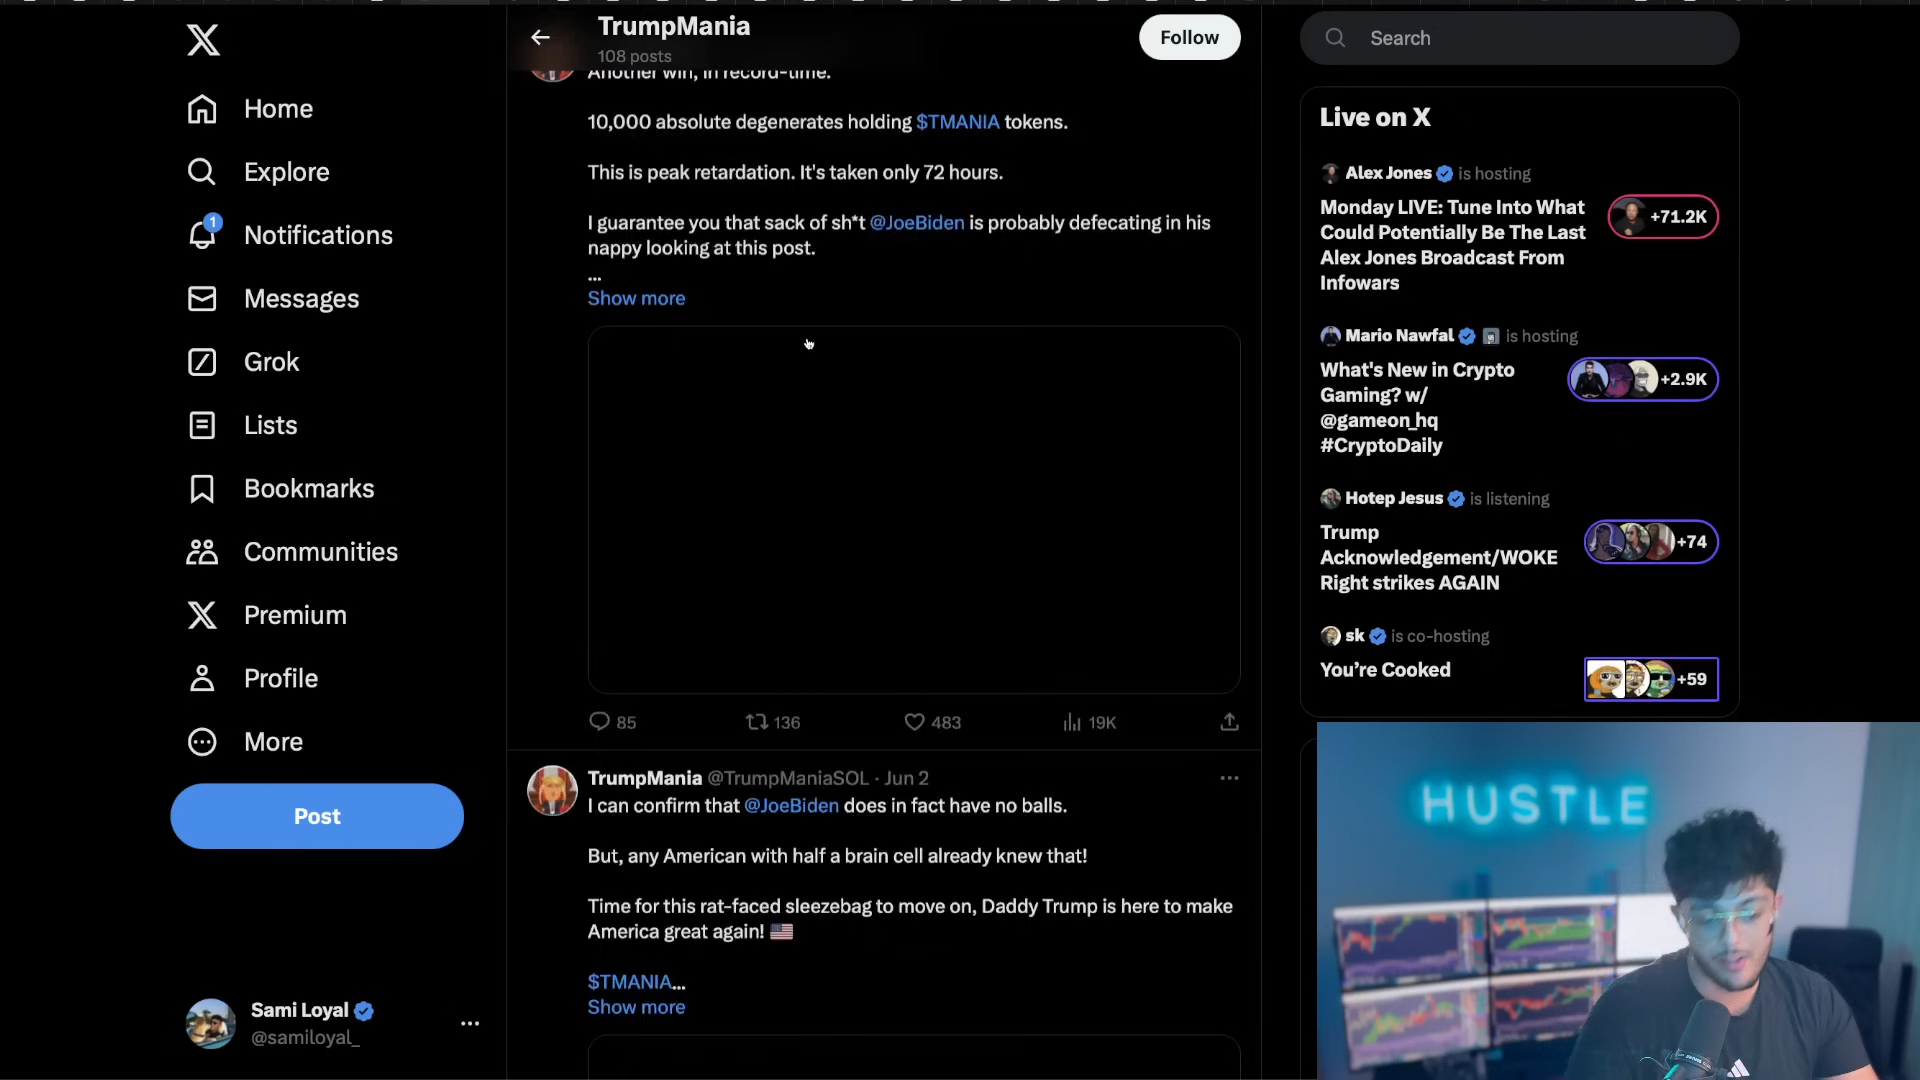 Home
Explore
1
Notifications
Messages
Grok
Lists
Bookmarks
Communities
Premium
Profile
More
Post
Sami Loyal
@samiloyal_
TrumpMania
108 posts
Follow
Another win, in record-time.
10,000 absolute degenerates holding $TMANIA tokens.
This is peak retardation. It's taken only 72 hours.
I guarantee you that sack of sh*t @JoeBiden is probably defecating in his
nappy looking at this post.
...
Show more
85
136
483
19K
TrumpMania @TrumpManiaSOL · Jun 2
I can confirm that @JoeBiden does in fact have no balls.
But, any American with half a brain cell already knew that!
Time for this rat-faced sleezebag to move on, Daddy Trump is here to make
America great again! 🇺🇸
$TMANIA...
Show more
Search
Live on X
Alex Jones is hosting
Monday LIVE: Tune Into What
Could Potentially Be The Last
Alex Jones Broadcast From
Infowars
+71.2K
Mario Nawfal is hosting
What's New in Crypto
Gaming? w/
@gameon_hq
#CryptoDaily
+2.9K
Hotep Jesus is listening
Trump
Acknowledgement/WOKE
Right strikes AGAIN
+74
sk is co-hosting
You're Cooked
+59
HUSTLE